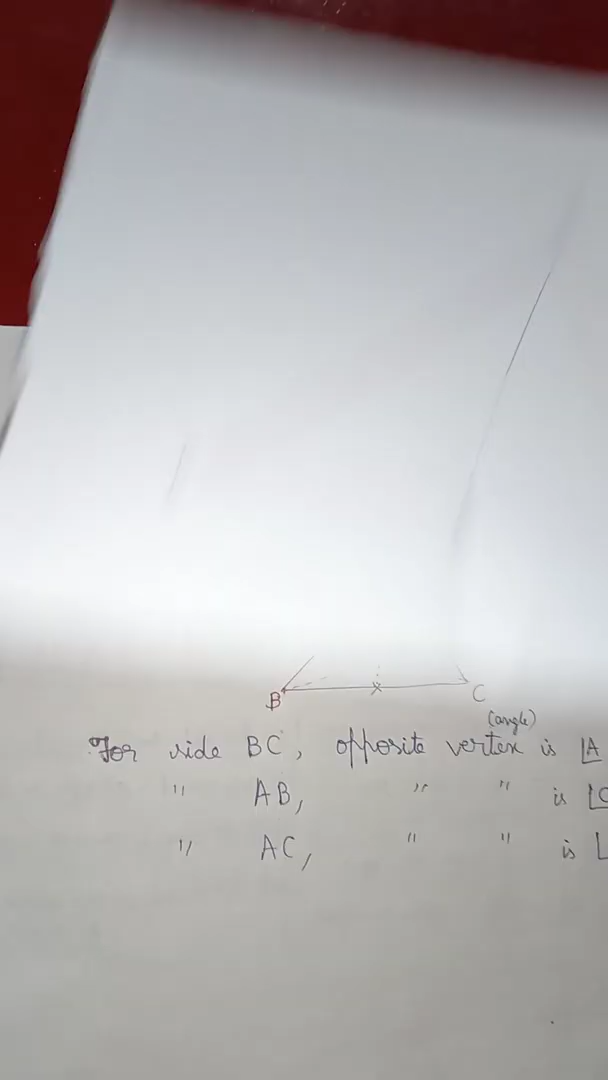 B C
(angle)
For side BC, opposite vertex is ∠A
" AB, " " is ∠C
" AC, " " is ∠